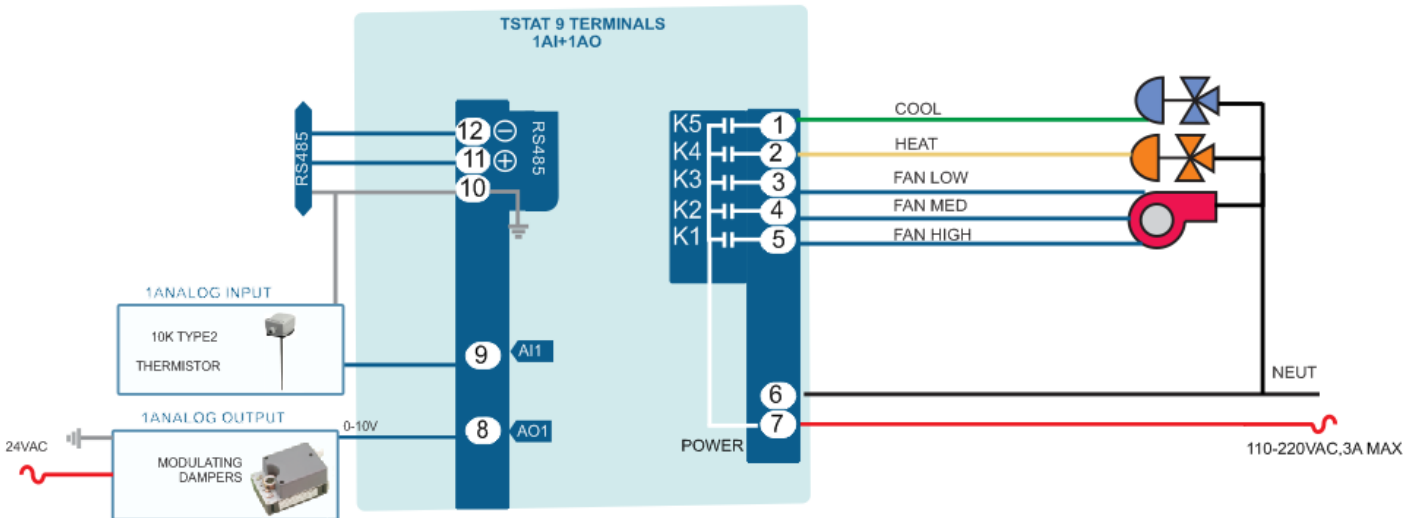 TSTAT 9 TERMINALS
1AI+1AO
RS485
12
11
10
RS485
K5
K4
K3
K2
K1
1
2
3
4
5
COOL
HEAT
FAN LOW
FAN MED
FAN HIGH
1ANALOG INPUT
10K TYPE2
THERMISTOR
9
AI1
1ANALOG OUTPUT
24VAC
MODULATING
DAMPERS
0-10V
8
AO1
6
7
POWER
NEUT
110-220VAC,3A MAX